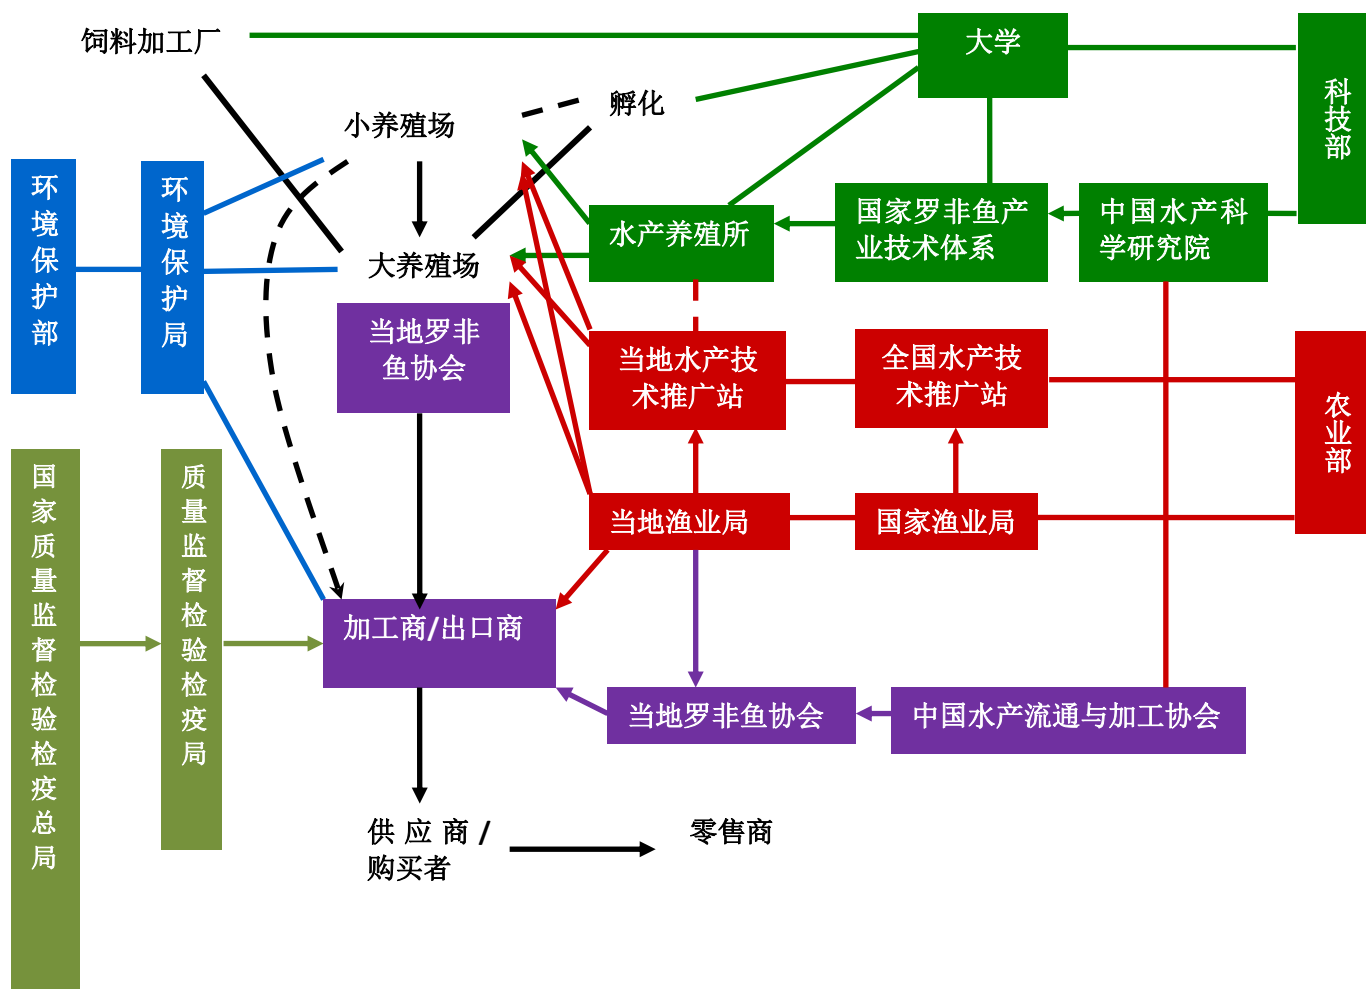 饲料加工厂
大学
科技部
孵化
小养殖场
环境保护部
环境保护局
国家罗非鱼产
业技术体系
中国水产科
学研究院
水产养殖所
大养殖场
当地罗非
鱼协会
当地水产技
术推广站
全国水产技
术推广站
农业部
国家质量监督检验检疫总局
质量监督检验检疫局
当地渔业局
国家渔业局
加工商/出口商
当地罗非鱼协会
中国水产流通与加工协会
供应商/
购买者
零售商